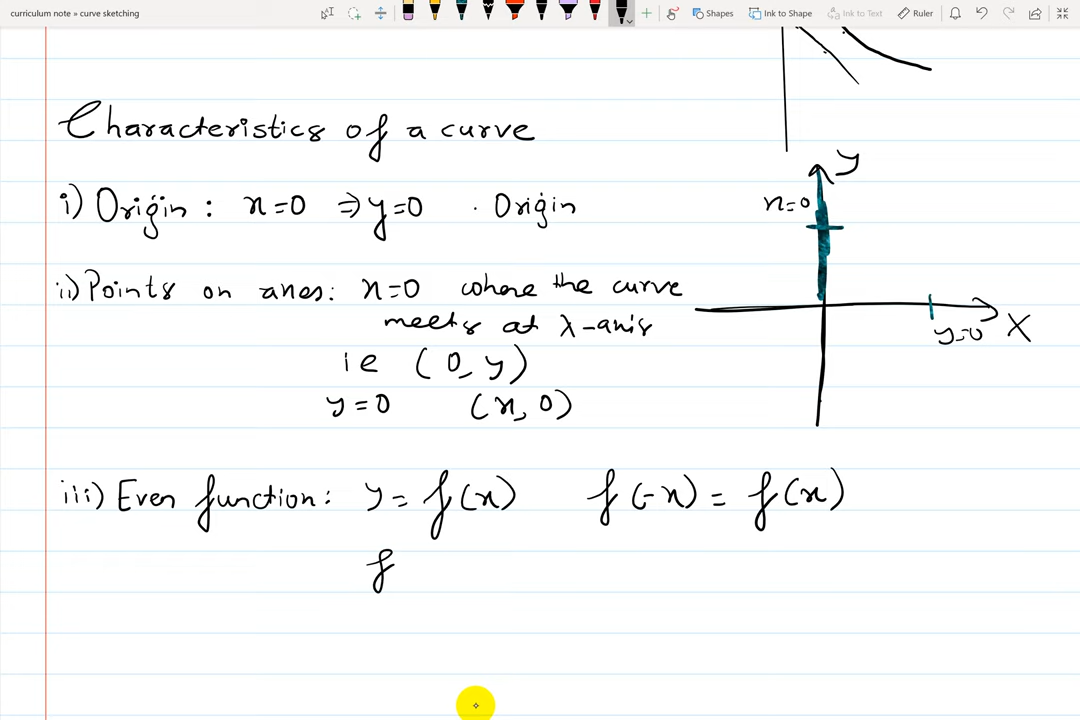 curriculum note » curve sketching
Shapes
Ink to Shape
Ink to Text
Ruler
Characteristics of a curve
i) Origin : x=0 ⇒ y=0 . Origin
ii) Points on axes: x=0 where the curve
meets at X-axis
ie (0, y)
y=0 (x, 0)
y
x=0
y=0
X
iii) Even function: y = f(x) f(-x) = f(x)
f